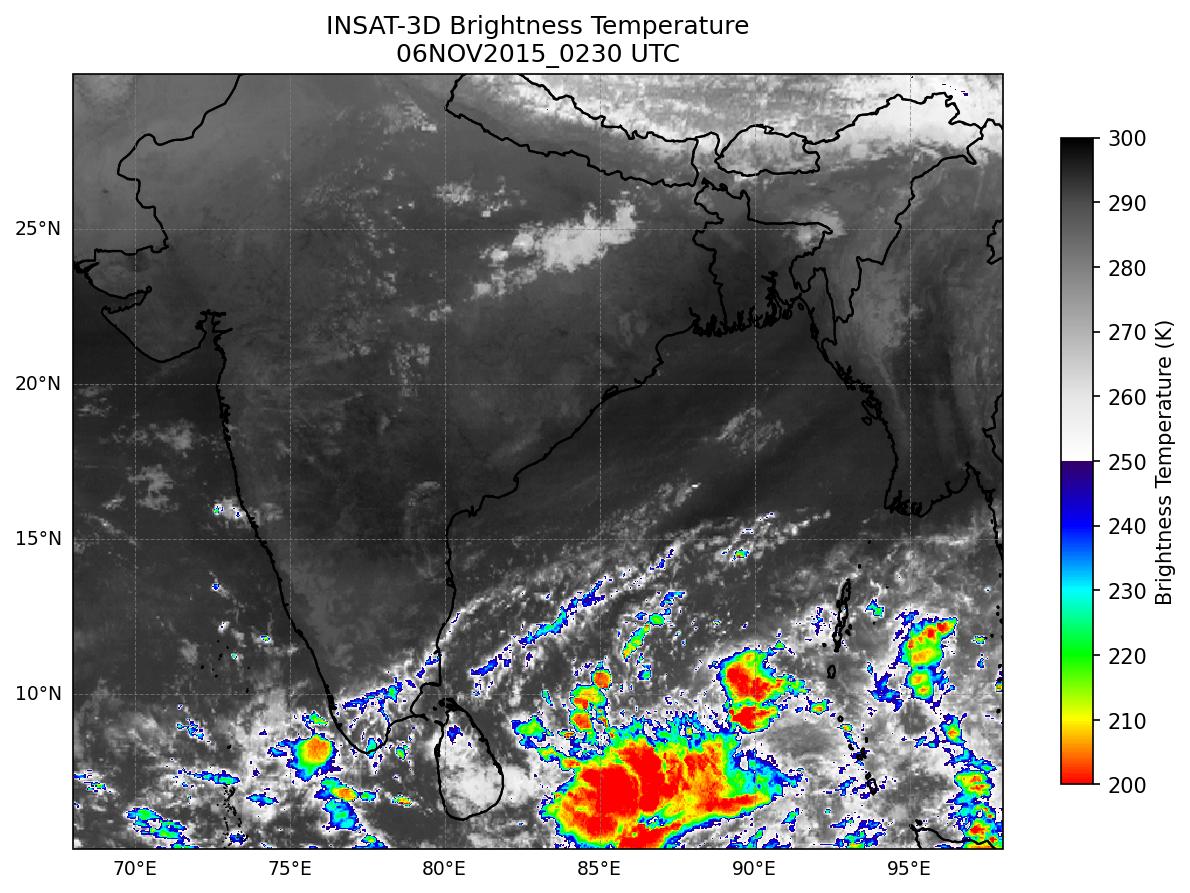 INSAT-3D Brightness Temperature
06NOV2015_0230 UTC
25°N
20°N
15°N
10°N
70°E
75°E
80°E
85°E
90°E
95°E
300
290
280
270
260
250
240
230
220
210
200
Brightness Temperature (K)